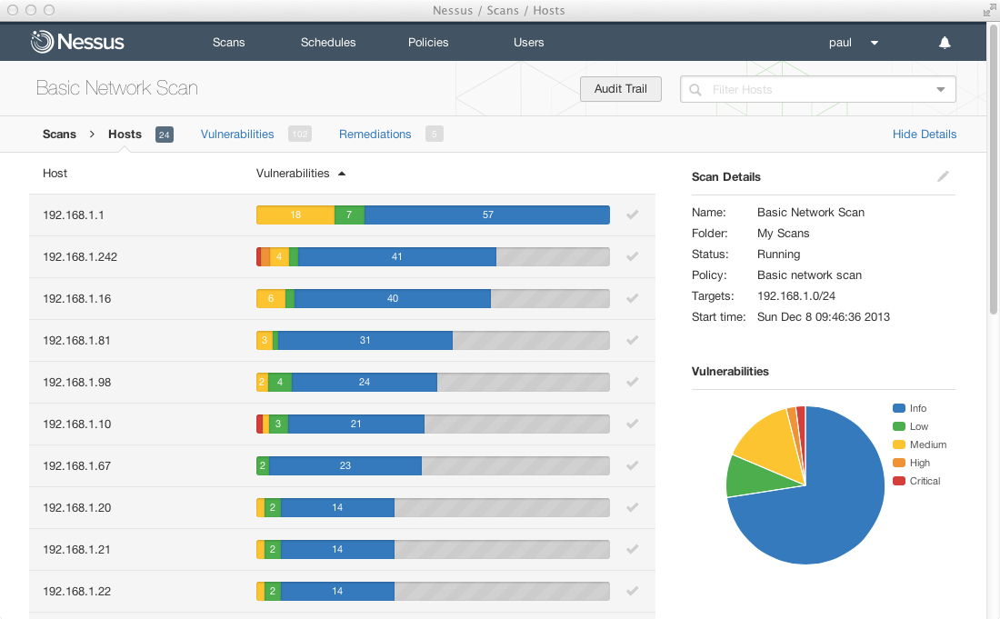 Nessus / Scans / Hosts
Nessus Scans Schedules Policies Users paul
Basic Network Scan Audit Trail Filter Hosts
Scans > Hosts 24 Vulnerabilities 102 Remediations 5 Hide Details
Host Vulnerabilities
192.168.1.1 18 7 57
192.168.1.242 4 41
192.168.1.16 6 40
192.168.1.81 3 31
192.168.1.98 2 4 24
192.168.1.10 3 21
192.168.1.67 2 23
192.168.1.20 2 14
192.168.1.21 2 14
192.168.1.22 2 14
Scan Details
Name: Basic Network Scan
Folder: My Scans
Status: Running
Policy: Basic network scan
Targets: 192.168.1.0/24
Start time: Sun Dec 8 09:46:36 2013
Vulnerabilities
Info
Low
Medium
High
Critical